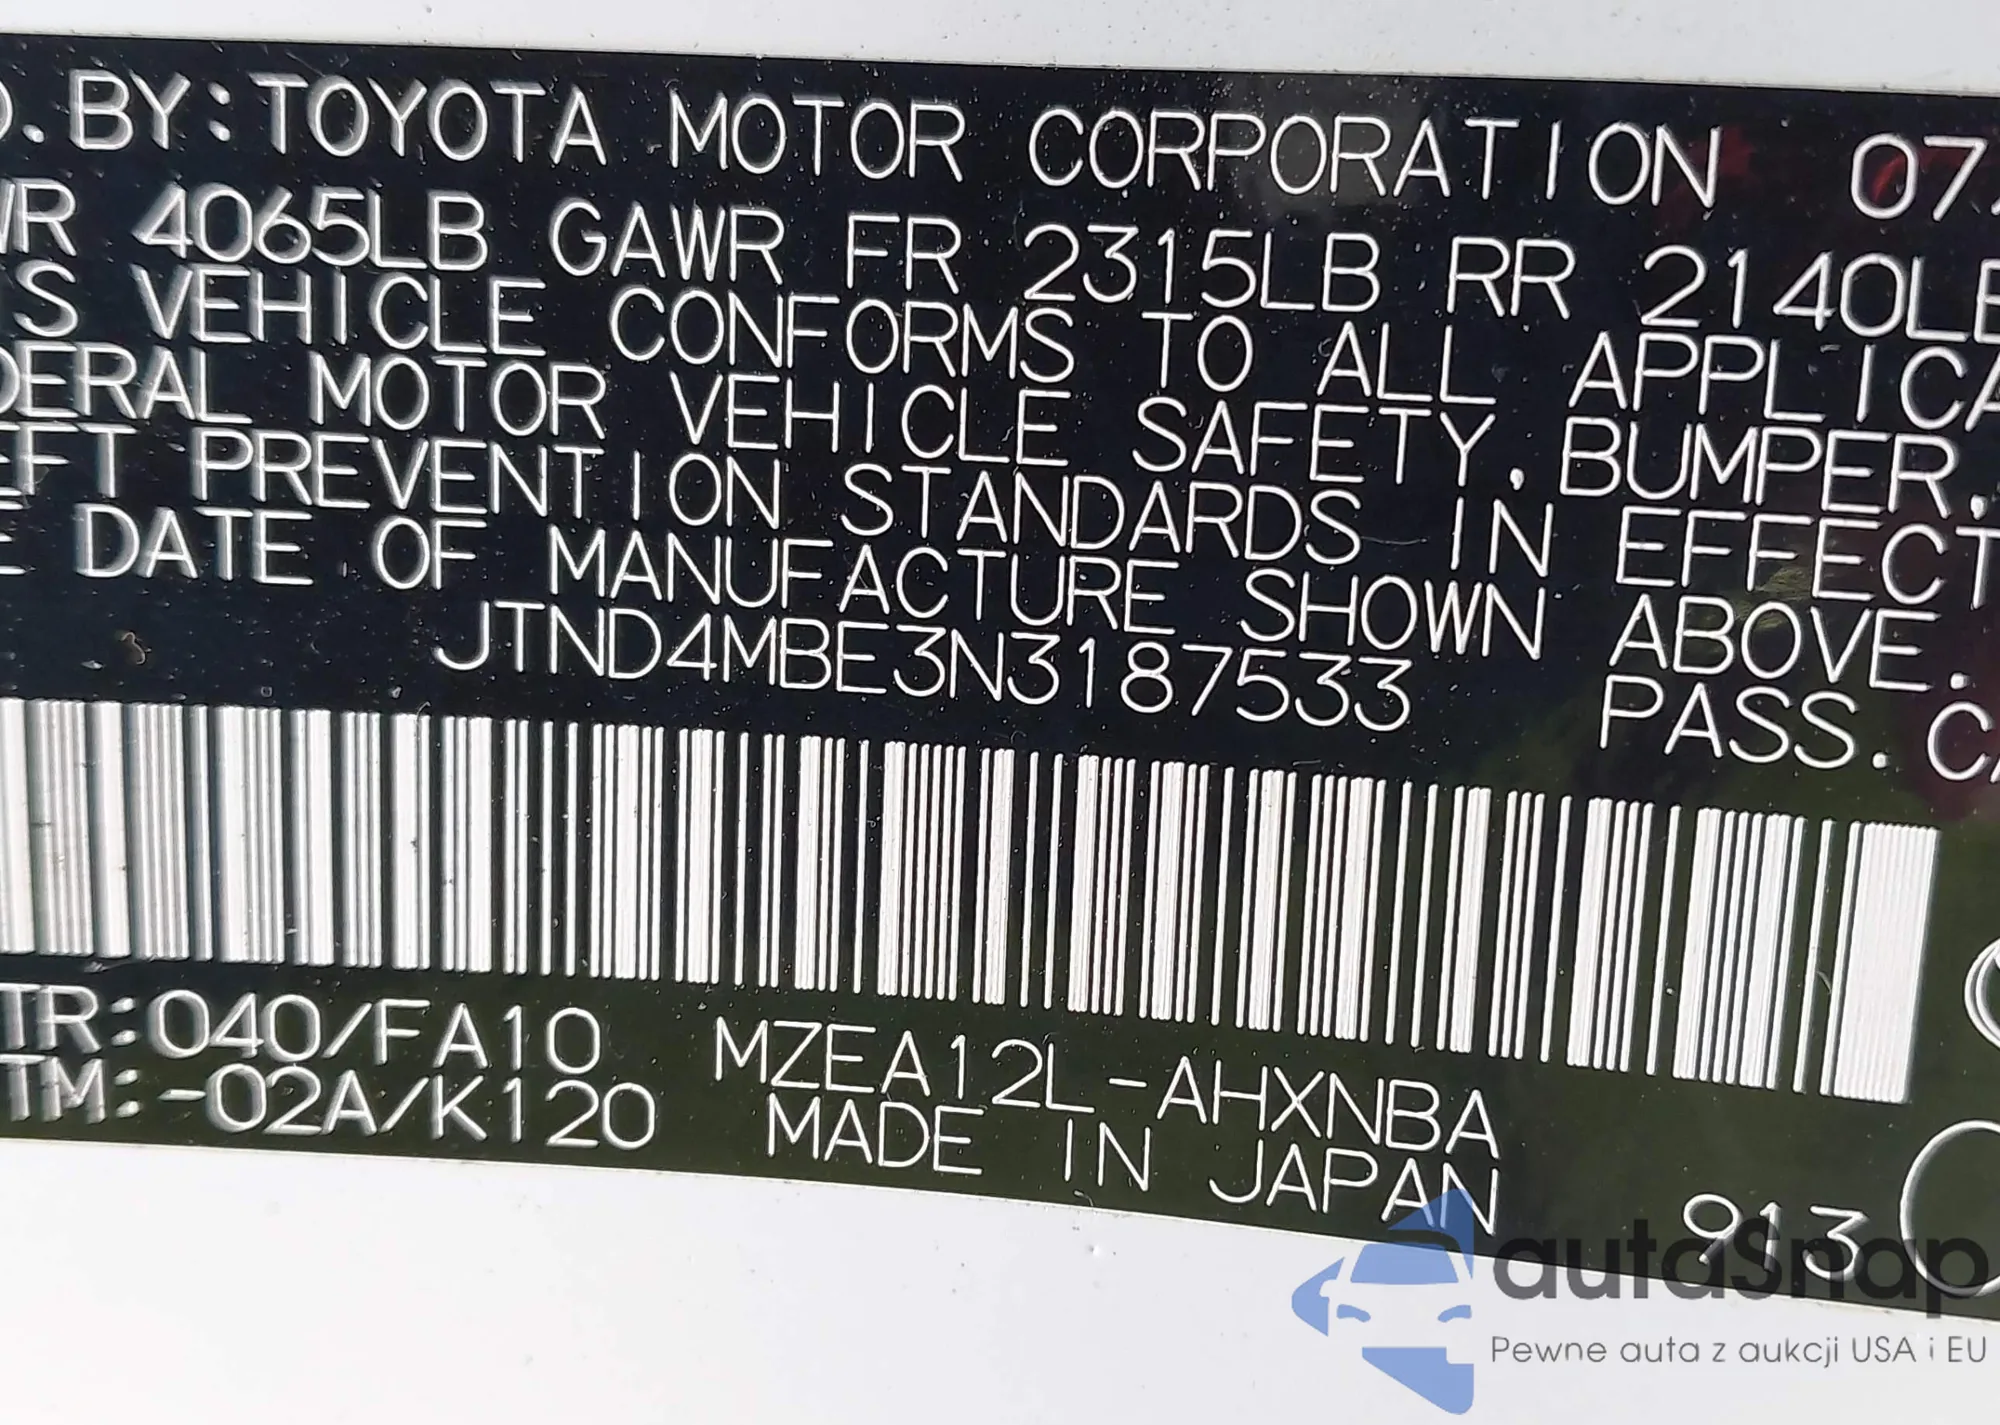 D.BY:TOYOTA MOTOR CORPORATION 07
WR 4065LB GAWR FR 2315LB RR 2140LB
S VEHICLE CONFORMS TO ALL APPLICA
DERAL MOTOR VEHICLE SAFETY,BUMPER,
EFT PREVENTION STANDARDS IN EFFECT
E DATE OF MANUFACTURE SHOWN ABOVE.
JTND4MBE3N3187533 PASS.CA
TR:040/FA10 MZEA12L-AHXNBA
TM:-02A/K120 MADE IN JAPAN
913
autoSnap
Pewne auta z aukcji USA i EU